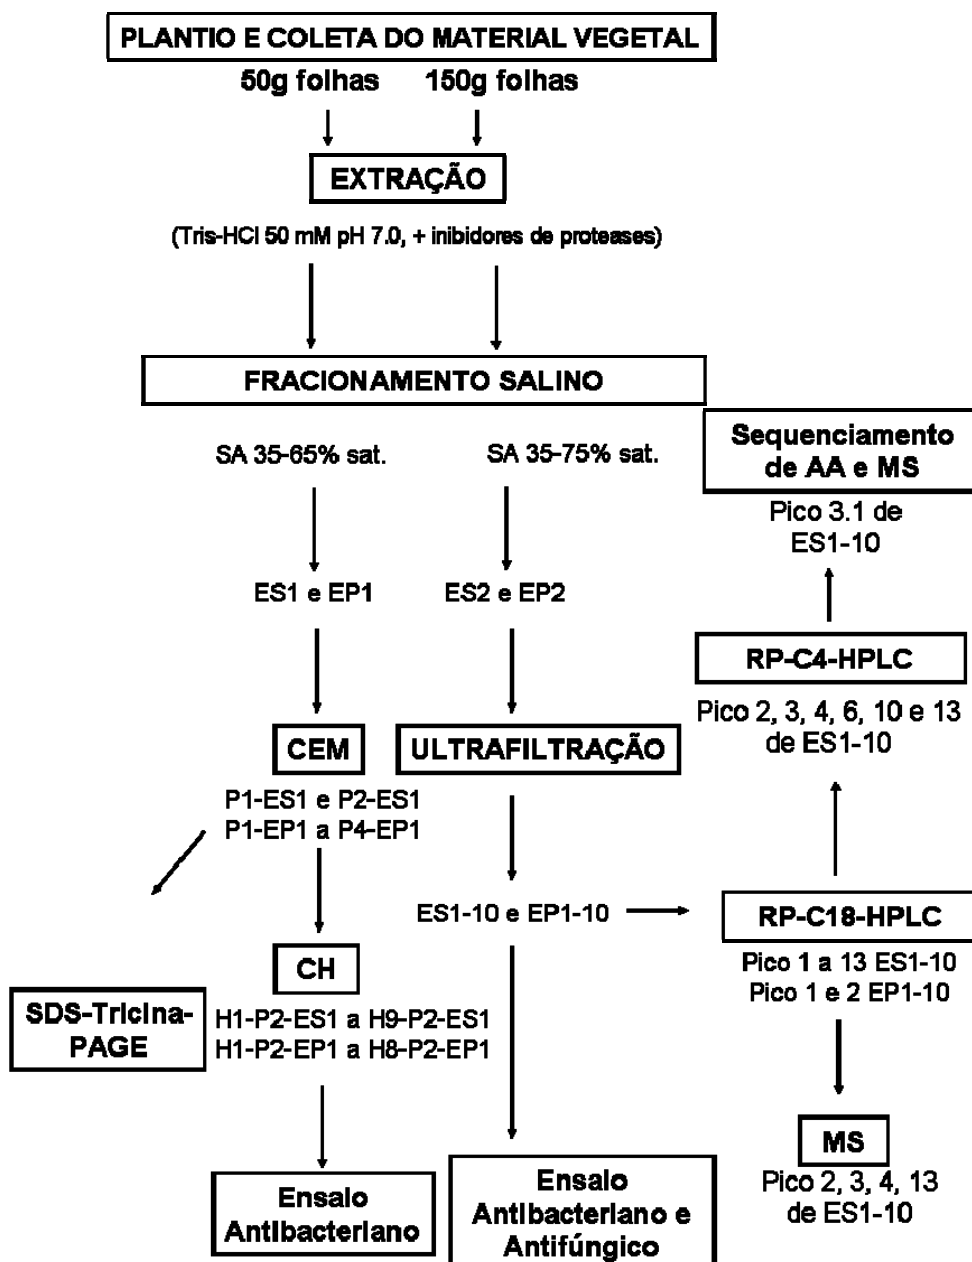 PLANTIO E COLETA DO MATERIAL VEGETAL
50g folhas 150g folhas
EXTRAÇÃO
(Tris-HCl 50 mM pH 7.0, + inibidores de proteases)
FRACIONAMENTO SALINO
SA 35-65% sat. SA 35-75% sat.
ES1 e EP1 ES2 e EP2
CEM
P1-ES1 e P2-ES1
P1-EP1 a P4-EP1
SDS-Tricina-
PAGE
CH
H1-P2-ES1 a H9-P2-ES1
H1-P2-EP1 a H8-P2-EP1
Ensaio
Antibacteriano
ULTRAFILTRAÇÃO
ES1-10 e EP1-10
Ensaio
Antibacteriano e
Antifúngico
Sequenciamento
de AA e MS
Pico 3.1 de
ES1-10
RP-C4-HPLC
Pico 2, 3, 4, 6, 10 e 13
de ES1-10
RP-C18-HPLC
Pico 1 a 13 ES1-10
Pico 1 e 2 EP1-10
MS
Pico 2, 3, 4, 13
de ES1-10